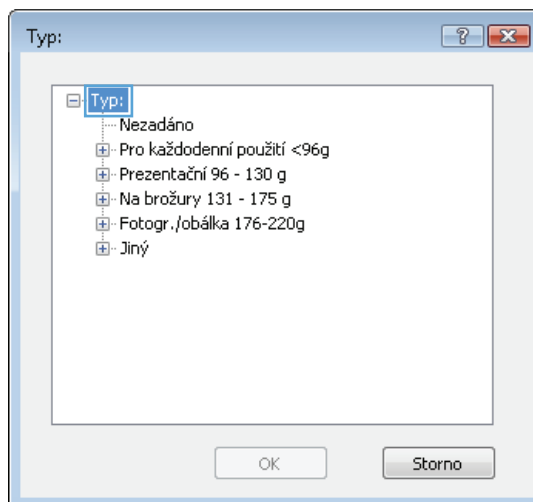 Typ:
Typ:
Nezadáno
Pro každodenní použití <96g
Prezentační 96 - 130 g
Na brožury 131 - 175 g
Fotogr./obálka 176-220g
Jiný
OK
Storno